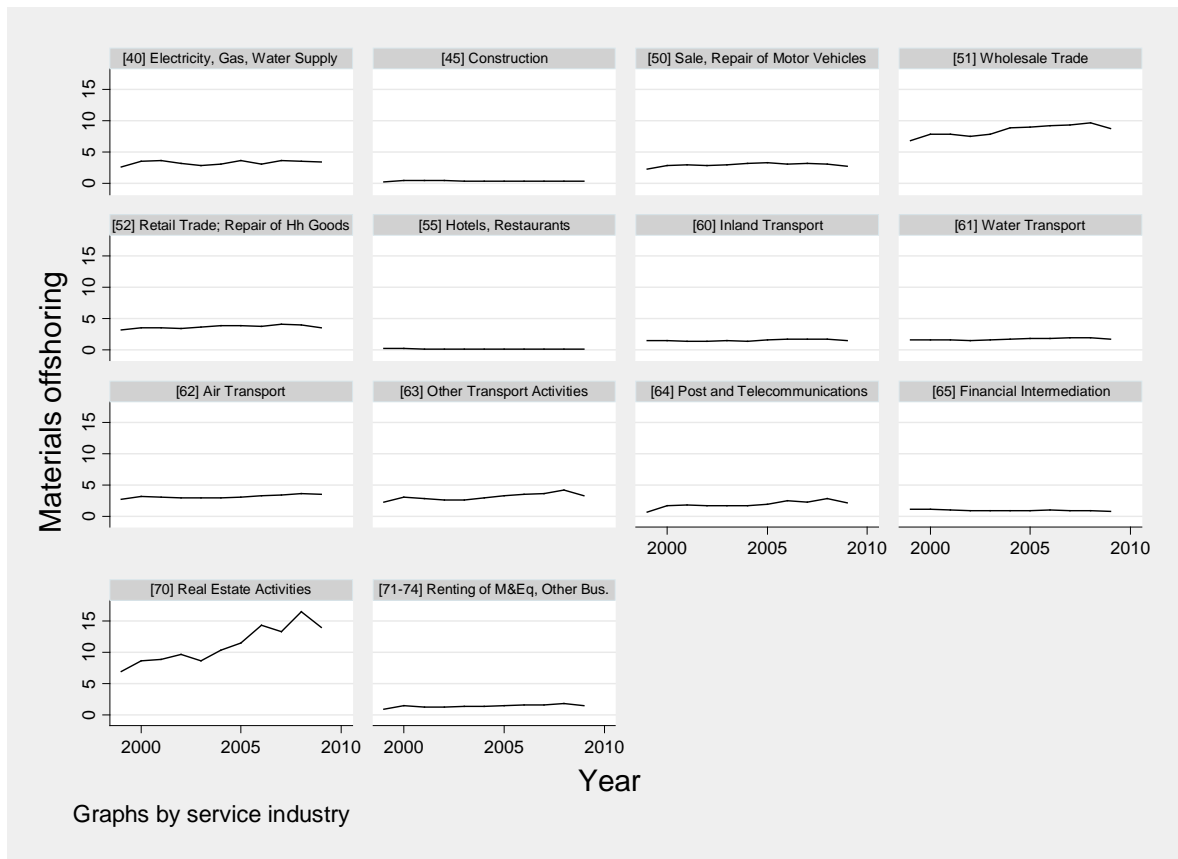 [40] Electricity, Gas, Water Supply
[45] Construction
[50] Sale, Repair of Motor Vehicles
[51] Wholesale Trade
15
10
5
0
[52] Retail Trade; Repair of Hh Goods
[55] Hotels, Restaurants
[60] Inland Transport
[61] Water Transport
15
10
5
0
Materials offshoring
[62] Air Transport
[63] Other Transport Activities
[64] Post and Telecommunications
[65] Financial Intermediation
15
10
5
0
2000 2005 2010
2000 2005 2010
[70] Real Estate Activities
[71-74] Renting of M&Eq, Other Bus.
15
10
5
0
2000 2005 2010
2000 2005 2010
Year
Graphs by service industry